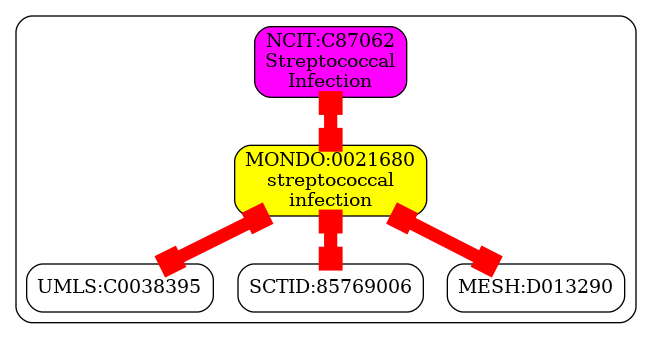 NCIT:C87062
Streptococcal
Infection
MONDO:0021680
streptococcal
infection
UMLS:C0038395
SCTID:85769006
MESH:D013290